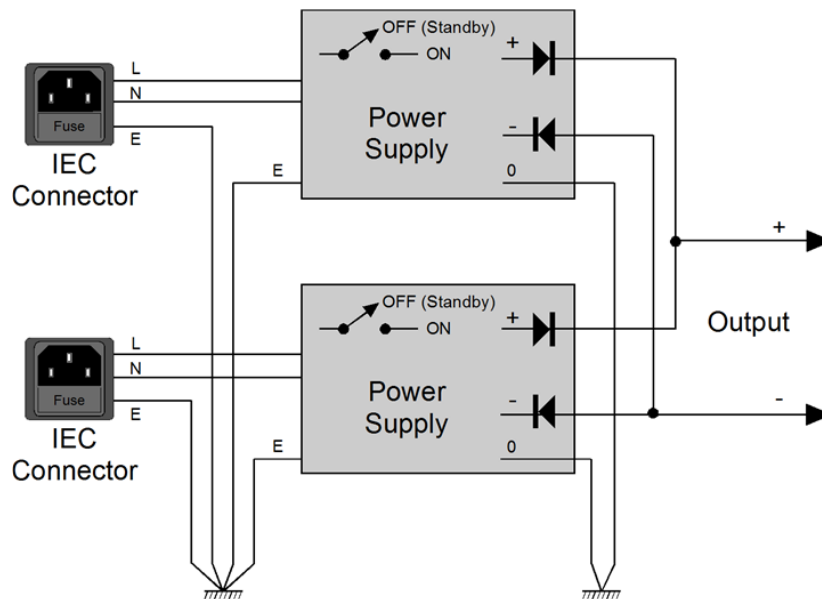 OFF (Standby)
ON
+
L
N
Fuse
E
Power
Supply
-
IEC
Connector
E
0
+
OFF (Standby)
ON
+
Output
L
N
Fuse
E
Power
Supply
-
-
IEC
Connector
E
0